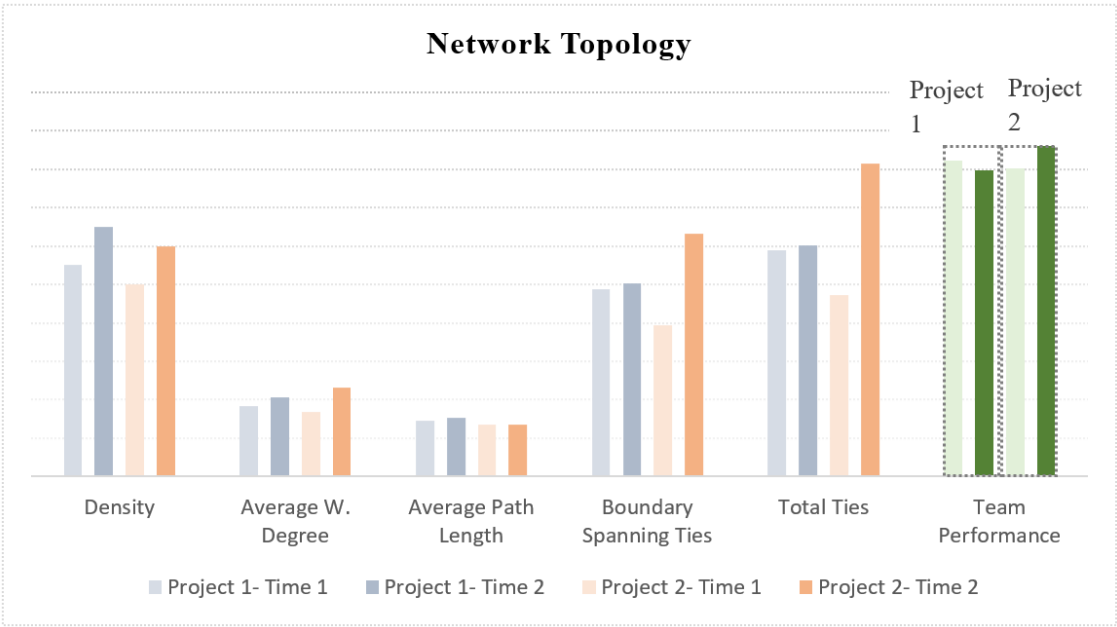 Network Topology
Project
1
Project
2
Density
Average W.
Degree
Average Path
Length
Boundary
Spanning Ties
Total Ties
Team
Performance
Project 1- Time 1
Project 1- Time 2
Project 2- Time 1
Project 2- Time 2